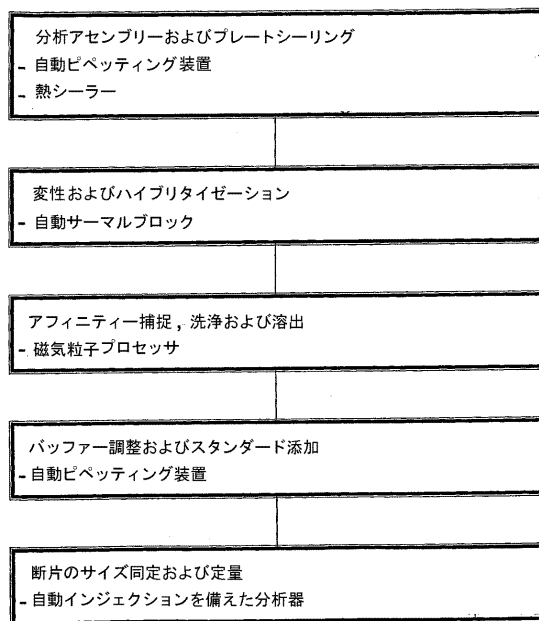 分析アセンブリーおよびプレートシーリング
- 自動ピペッティング装置
- 熱シーラー
変性およびハイブリタイゼーション
- 自動サーマルブロック
アフィニティー捕捉, 洗浄および溶出
- 磁気粒子プロセッサ
バッファー調整およびスタンダード添加
- 自動ピペッティング装置
断片のサイズ同定および定量
- 自動インジェクションを備えた分析器